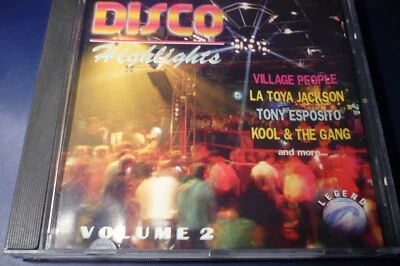 DISCO
Highlights
VILLAGE PEOPLE
LA TOYA JACKSON
TONY ESPOSITO
KOOL & THE GANG
and more...
LEGEND
VOLUME 2